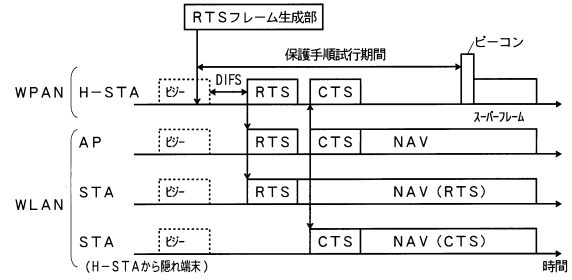 RTSフレーム生成部
ビーコン
保護手順試行期間
WPAN H-STA ビジー DIFS RTS CTS
スーパーフレーム
AP ビジー RTS CTS NAV
WLAN
STA ビジー RTS NAV(RTS)
STA ビジー CTS NAV(CTS)
(H-STAから隠れ端末)
時間